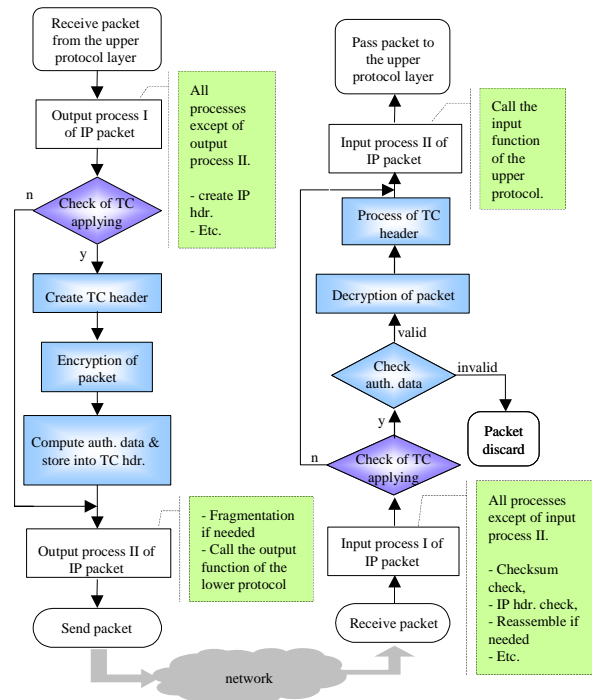 Receive packet
from the upper
protocol layer
Output process I
of IP packet
All
processes
except of
output
process II.
- create IP
hdr.
- Etc.
n
Check of TC
applying
y
Create TC header
Encryption of
packet
Compute auth. data &
store into TC hdr.
Output process II of
IP packet
- Fragmentation
if needed
- Call the output
function of the
lower protocol
Send packet
network
Pass packet to
the upper
protocol layer
Input process II of
IP packet
Call the
input
function
of the
upper
protocol.
Process of TC
header
Decryption of packet
valid
Check
auth. data
invalid
Packet
discard
y
n
Check of TC
applying
Input process I of
IP packet
All processes
except of input
process II.
- Checksum
check,
- IP hdr. check,
- Reassemble if
needed
- Etc.
Receive packet